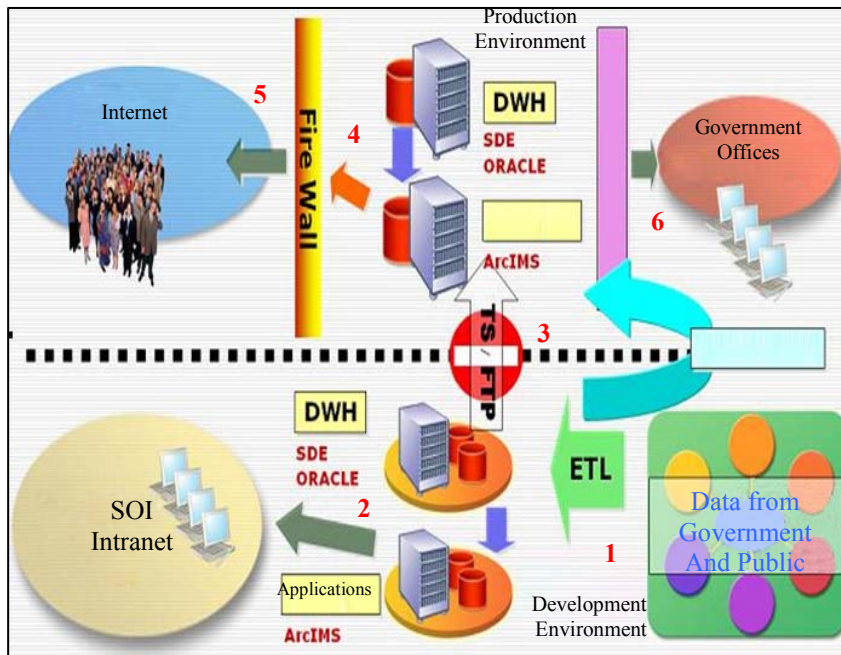 Production
Environment
Internet
5
Fire Wall
4
DWH
SDE
ORACLE
ArcIMS
Government
Offices
6
TS / FTP
3
DWH
SDE
ORACLE
ETL
SOI
Intranet
2
1
Data from
Government
And Public
Applications
ArcIMS
Development
Environment